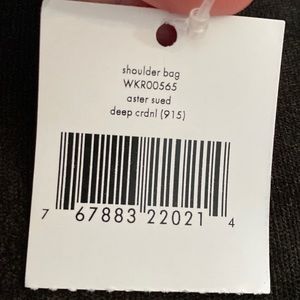 shoulder bag
WKR00565
aster sued
deep crdnl (915)
7 67883 22021 4